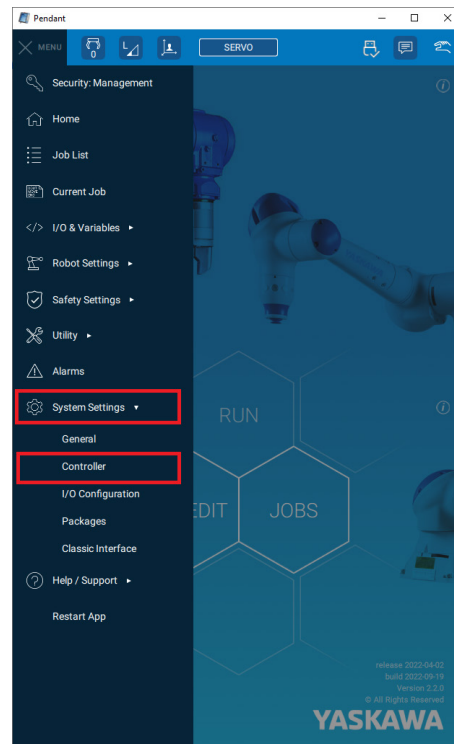 Pendant
MENU
0
SERVO
Security: Management
Home
Job List
Current Job
</> I/O & Variables
Robot Settings
Safety Settings
Utility
Alarms
System Settings
RUN
General
Controller
I/O Configuration
EDIT
JOBS
Packages
Classic Interface
Help / Support
Restart App
release 2022-04-02
build 2022-09-19
Version 2.2.0
© All Rights Reserved
YASKAWA